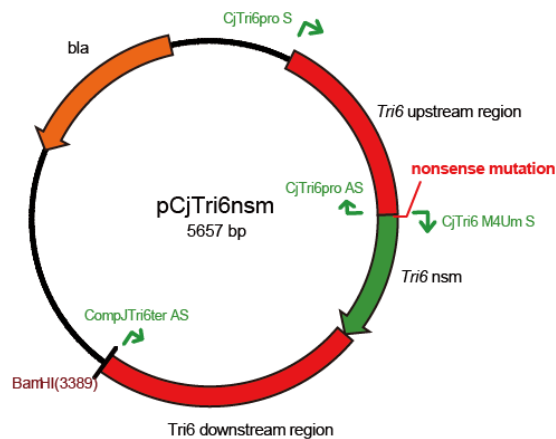 CjTri6pro S
bla
Tri6 upstream region
nonsense mutation
CjTri6pro AS
pCjTri6nsm
5657 bp
CjTri6 M4Um S
Tri6 nsm
CompJTri6ter AS
BamHI(3389)
Tri6 downstream region